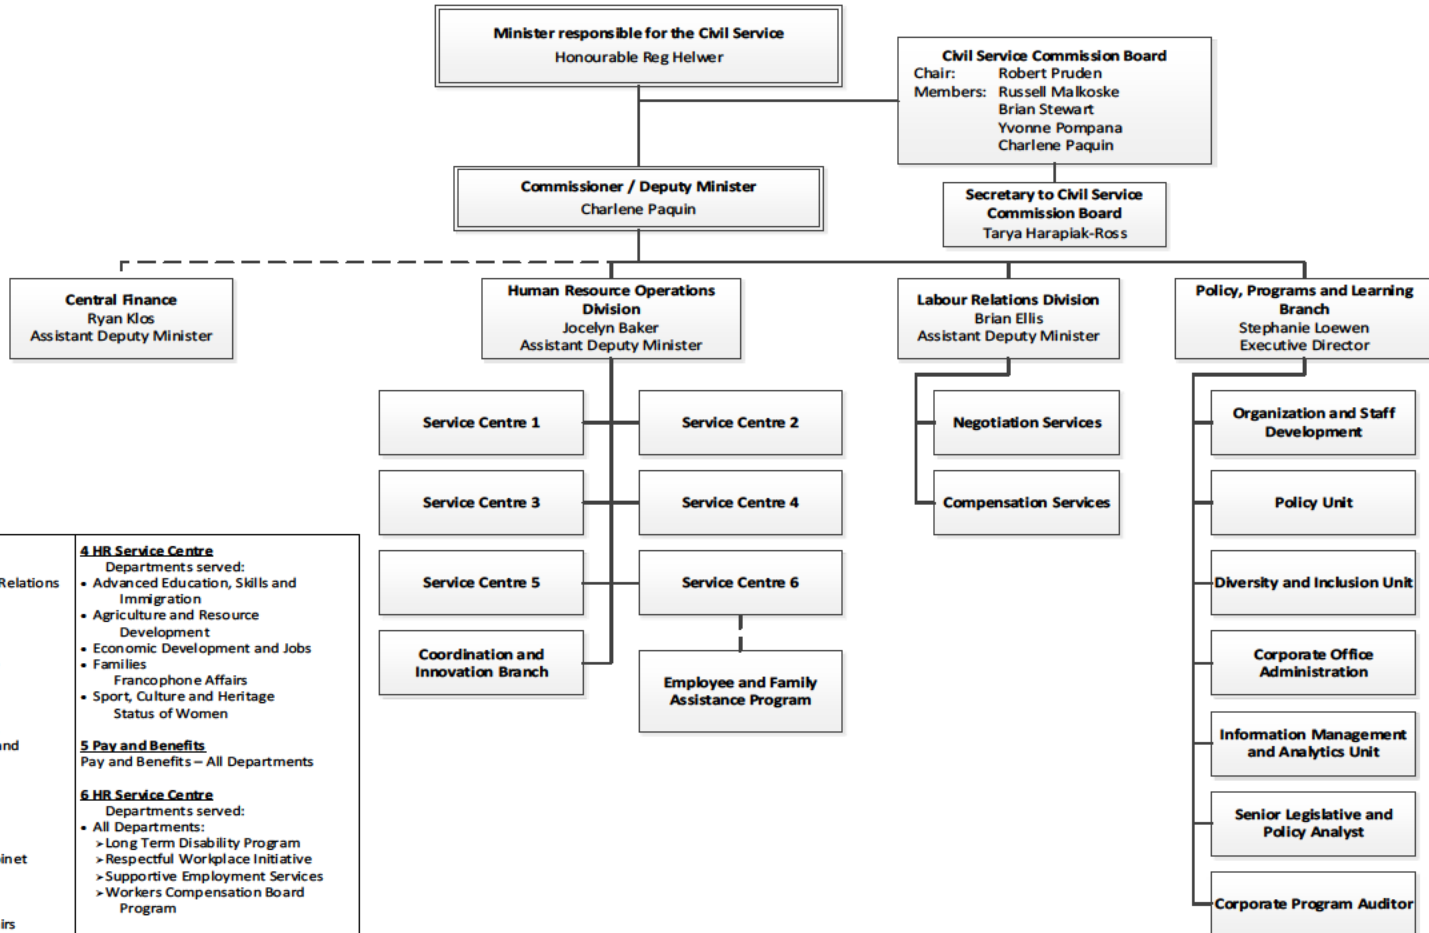 Minister responsible for the Civil Service
Honourable Reg Helwer
Civil Service Commission Board
Chair: Robert Pruden
Members: Russell Malkoske
Brian Stewart
Yvonne Pompana
Charlene Paquin
Commissioner / Deputy Minister
Charlene Paquin
Secretary to Civil Service
Commission Board
Tarya Harapiak-Ross
Central Finance
Ryan Klos
Assistant Deputy Minister
Human Resource Operations
Division
Jocelyn Baker
Assistant Deputy Minister
Labour Relations Division
Brian Ellis
Assistant Deputy Minister
Policy, Programs and Learning
Branch
Stephanie Loewen
Executive Director
Service Centre 1
Service Centre 2
Service Centre 3
Service Centre 4
Service Centre 5
Service Centre 6
Coordination and
Innovation Branch
Employee and Family
Assistance Program
Negotiation Services
Compensation Services
Organization and Staff
Development
Policy Unit
Diversity and Inclusion Unit
Corporate Office
Administration
Information Management
and Analytics Unit
Senior Legislative and
Policy Analyst
Corporate Program Auditor
Relations
4 HR Service Centre
Departments served:
• Advanced Education, Skills and
Immigration
• Agriculture and Resource
Development
• Economic Development and Jobs
• Families
Francophone Affairs
• Sport, Culture and Heritage
Status of Women
5 Pay and Benefits
Pay and Benefits – All Departments
6 HR Service Centre
Departments served:
• All Departments:
➢Long Term Disability Program
➢Respectful Workplace Initiative
➢Supportive Employment Services
➢Workers Compensation Board
Program